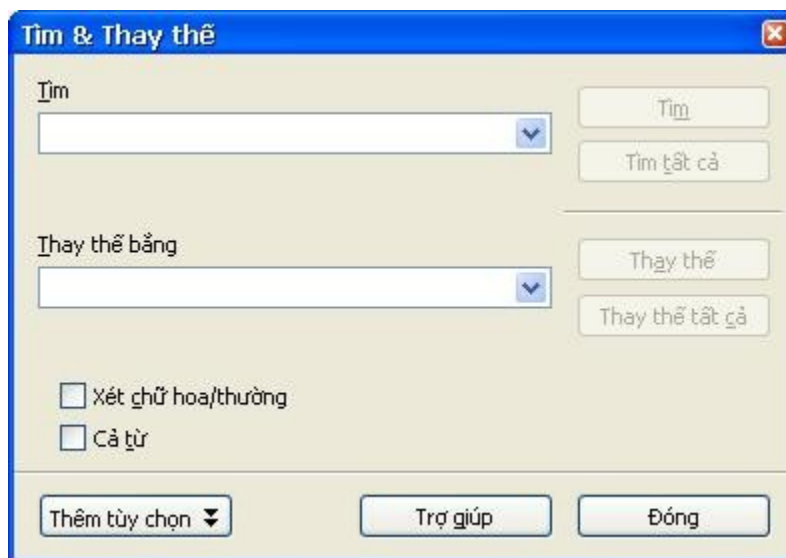 Tìm & Thay thế
Tìm
Tìm
Tìm tất cả
Thay thế bằng
Thay thế
Thay thế tất cả
Xét chữ hoa/thường
Cả từ
Thêm tùy chọn
Trợ giúp
Đóng